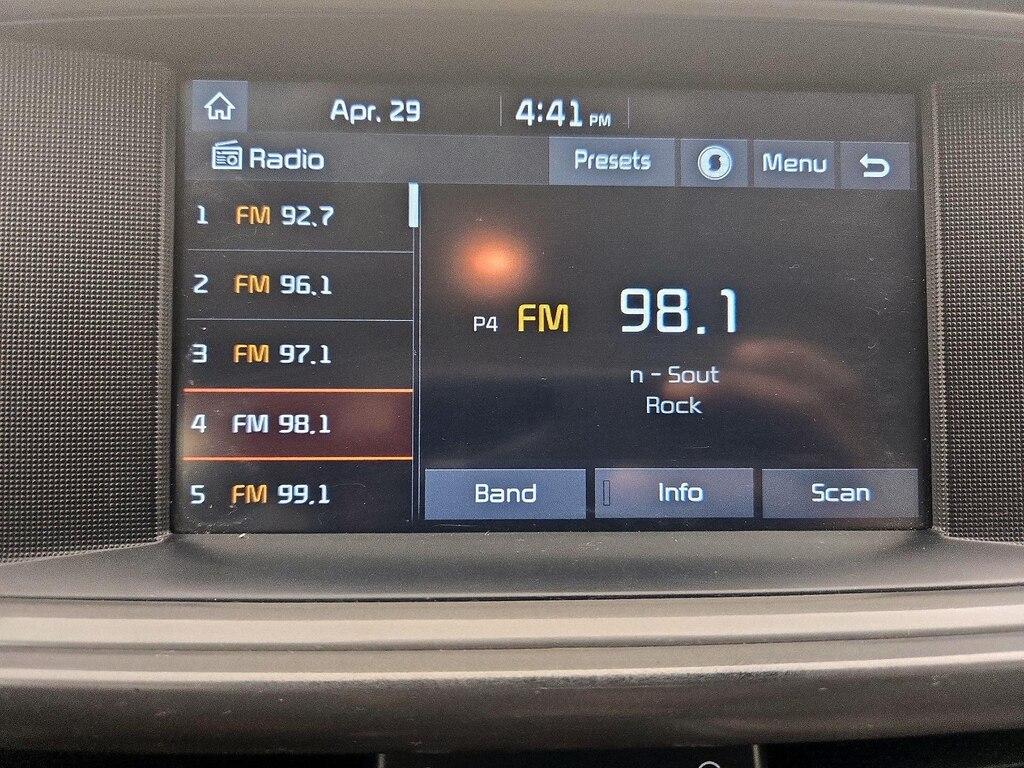 Apr. 29 4:41 PM
Radio Presets Menu
1 FM 92.7
2 FM 96.1
3 FM 97.1
4 FM 98.1
5 FM 99.1
P4 FM 98.1
n - Sout
Rock
Band Info Scan